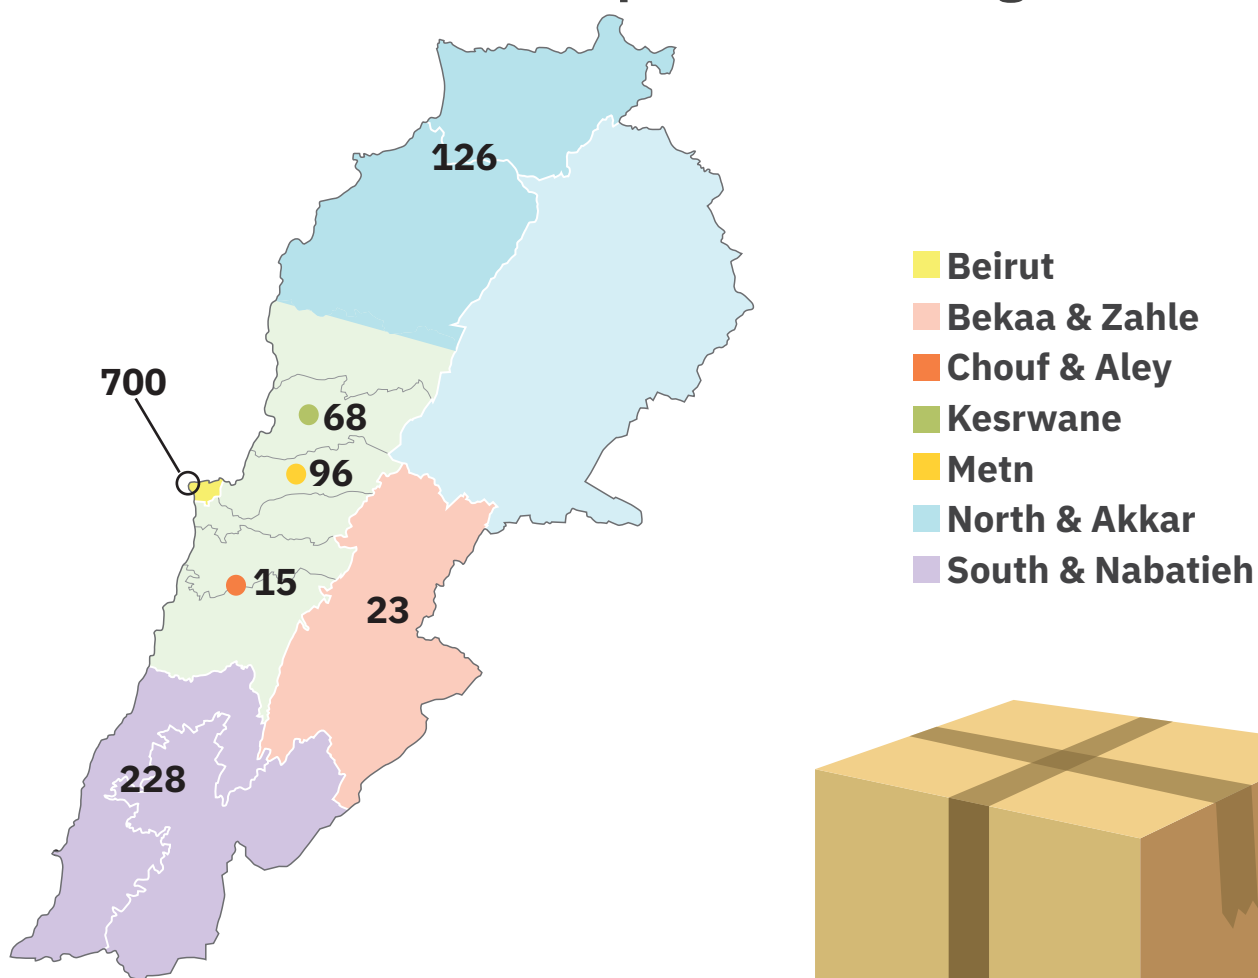 126
700
68
96
15
23
228
Beirut
Bekaa & Zahle
Chouf & Aley
Kesrwane
Metn
North & Akkar
South & Nabatieh